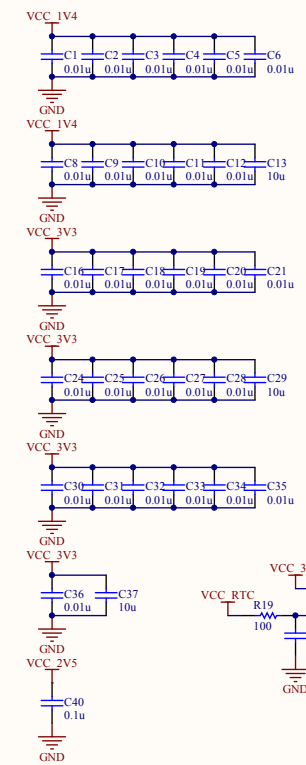 VCC_1V4
C1 C2 C3 C4 C5 C6
0.01u 0.01u 0.01u 0.01u 0.01u 0.01u
GND
VCC_1V4
C8 C9 C10 C11 C12 C13
0.01u 0.01u 0.01u 0.01u 0.01u 10u
GND
VCC_3V3
C16 C17 C18 C19 C20 C21
0.01u 0.01u 0.01u 0.01u 0.01u 0.01u
GND
VCC_3V3
C24 C25 C26 C27 C28 C29
0.01u 0.01u 0.01u 0.01u 0.01u 10u
GND
VCC_3V3
C30 C31 C32 C33 C34 C35
0.01u 0.01u 0.01u 0.01u 0.01u 0.01u
GND
VCC_3V3
C36 C37
0.01u 10u
GND
VCC_2V5
C40
0.1u
GND
VCC_3
VCC_RTC
R19
100
GND